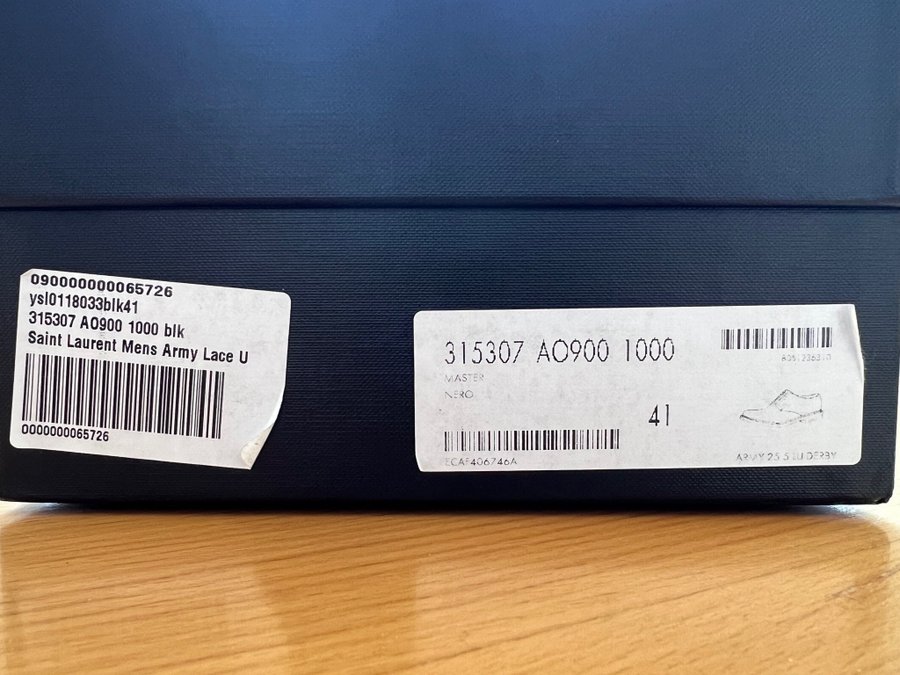 090000000065726
ysl0118033blk41
315307 AO900 1000 blk
Saint Laurent Mens Army Lace U
0000000065726
315307 AO900 1000
MASTER
NERO
41
ECAF406746A
ARMY 25 S LU DERBY